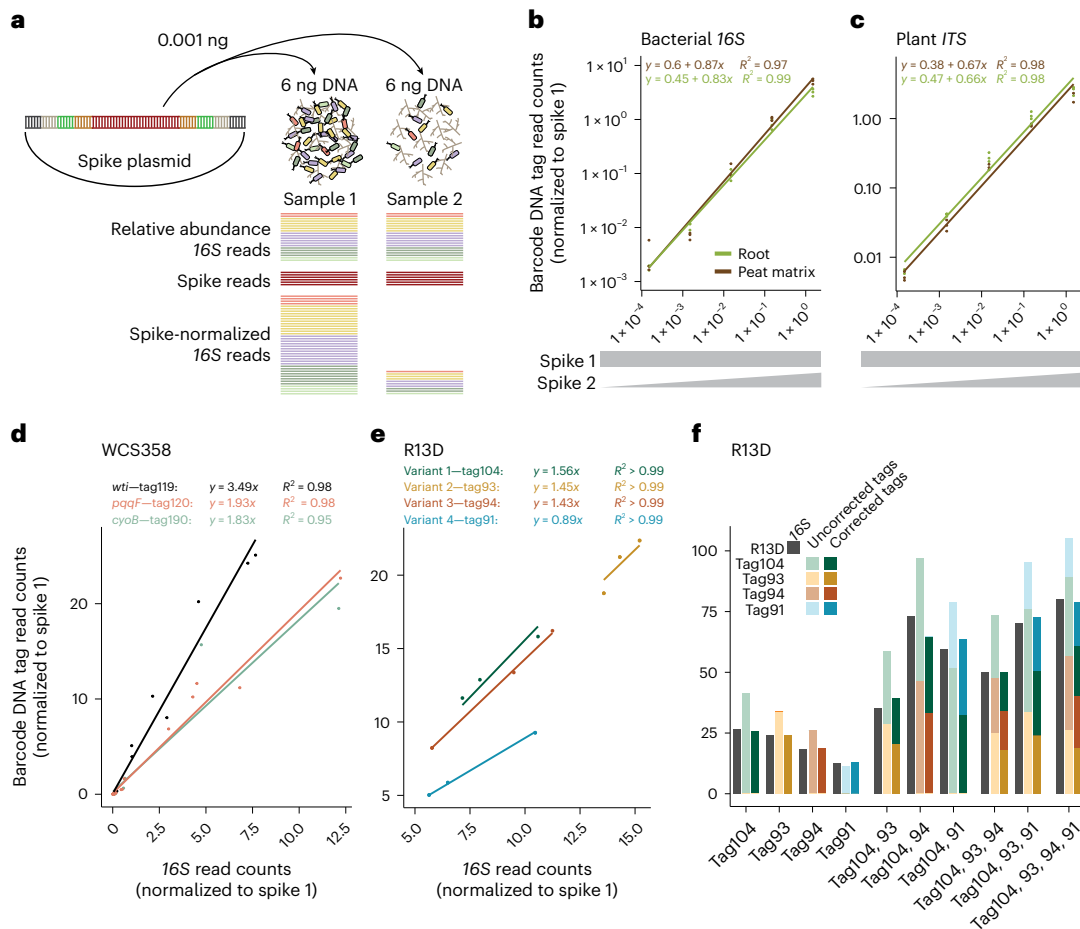 a
0.001 ng
6 ng DNA
6 ng DNA
Spike plasmid
Sample 1
Sample 2
Relative abundance
16S reads
Spike reads
Spike-normalized
16S reads
b
Bacterial 16S
y = 0.6 + 0.87x R² = 0.97
y = 0.45 + 0.83x R² = 0.99
Barcode DNA tag read counts
(normalized to spike 1)
1 × 10⁺¹
1 × 10⁺⁰
1 × 10⁻¹
1 × 10⁻²
1 × 10⁻³
Root
Peat matrix
1 × 10⁻⁴
1 × 10⁻³
1 × 10⁻²
1 × 10⁻¹
1 × 10⁰
Spike 1
Spike 2
c
Plant ITS
y = 0.38 + 0.67x R² = 0.98
y = 0.47 + 0.66x R² = 0.98
1.00
0.10
0.01
1 × 10⁻⁴
1 × 10⁻³
1 × 10⁻²
1 × 10⁻¹
1 × 10⁰
d
WCS358
wti—tag119: y = 3.49x R² = 0.98
pqqF—tag120: y = 1.93x R² = 0.98
cyoB—tag190: y = 1.83x R² = 0.95
Barcode DNA tag read counts
(normalized to spike 1)
20
10
0
0
2.5
5.0
7.5
10.0
12.5
16S read counts
(normalized to spike 1)
e
R13D
Variant 1—tag104: y = 1.56x R² > 0.99
Variant 2—tag93: y = 1.45x R² > 0.99
Variant 3—tag94: y = 1.43x R² > 0.99
Variant 4—tag91: y = 0.89x R² > 0.99
20
15
10
5
5.0
7.5
10.0
12.5
15.0
16S read counts
(normalized to spike 1)
f
R13D
16S
Uncorrected tags
Corrected tags
R13D
Tag104
Tag93
Tag94
Tag91
100
75
50
25
0
Tag104
Tag93
Tag94
Tag91
Tag104, 93
Tag104, 94
Tag104, 91
Tag104, 93, 94
Tag104, 93, 91
Tag104, 93, 94, 91